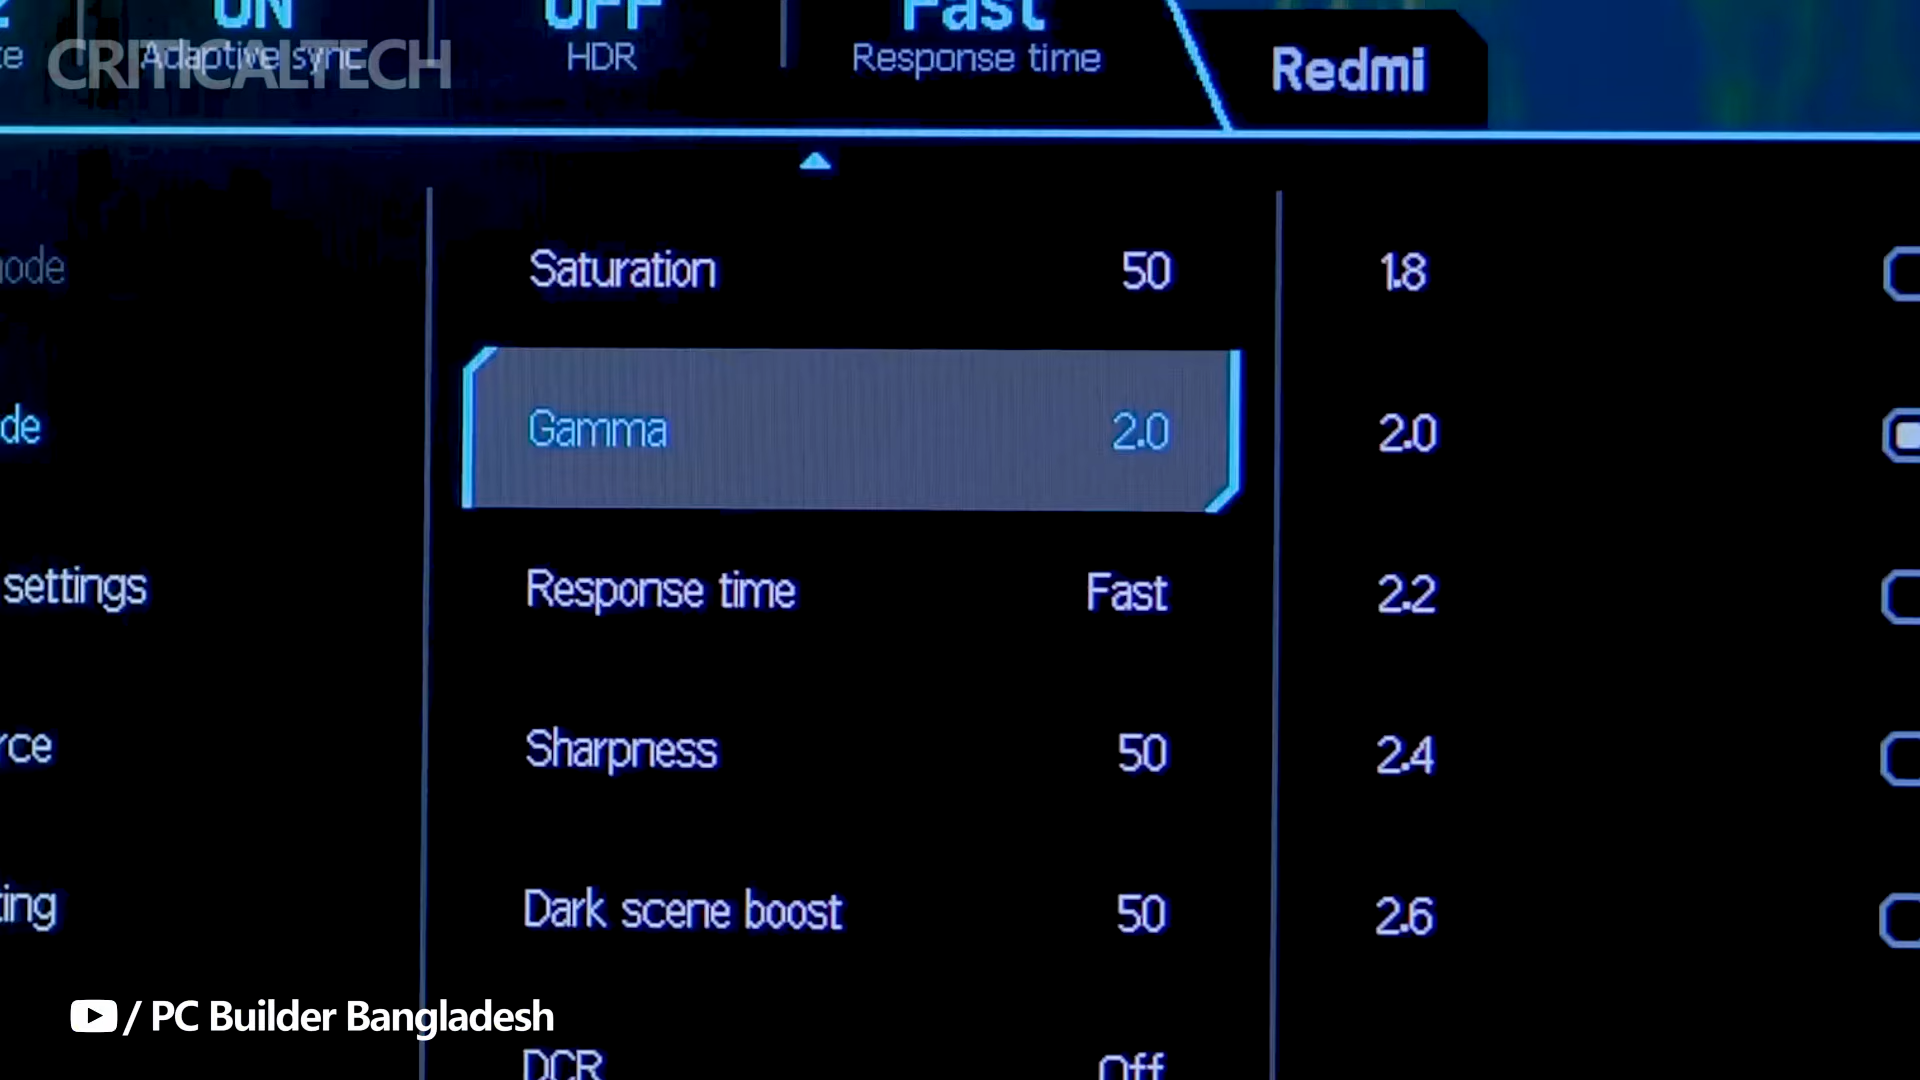 ON OFF Fast
Adaptive sync HDR Response time Redmi
CRITICALTECH
Saturation 50 1.8
Gamma 2.0 2.0
settings Response time Fast 2.2
Sharpness 50 2.4
Dark scene boost 50 2.6
/ PC Builder Bangladesh
DCR Off